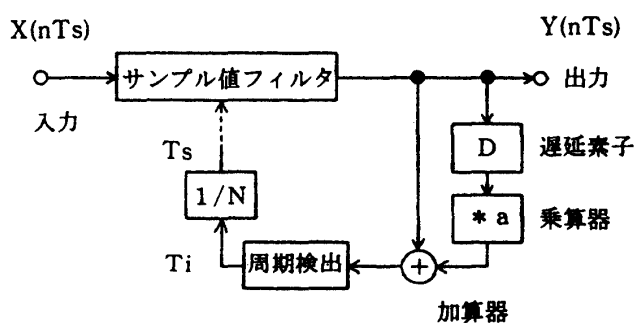 X(nTs)
Y(nTs)
サンプル値フィルタ
出力
入力
D
遅延素子
Ts
1/N
* a
乗算器
Ti
周期検出
+
加算器